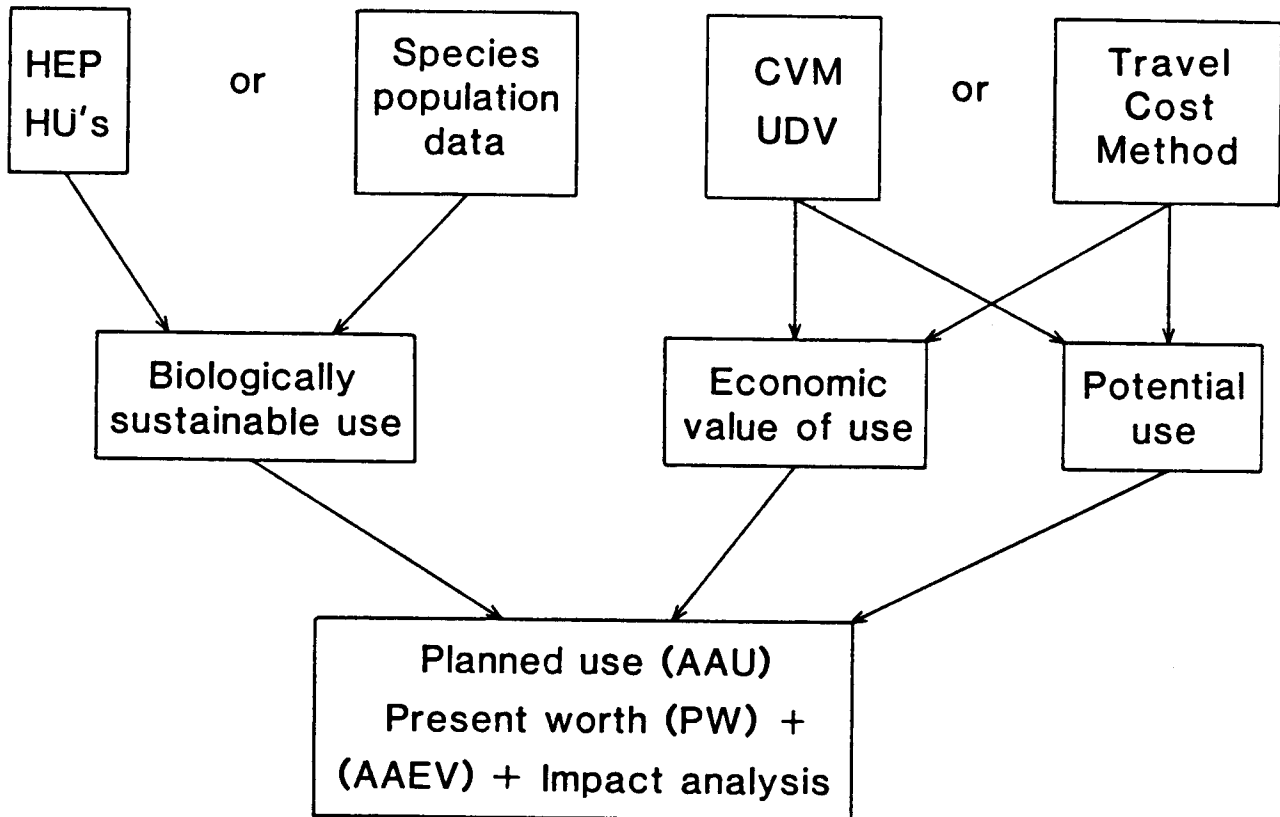 HEP
HU's
or
Species
population
data
CVM
UDV
or
Travel
Cost
Method
Biologically
sustainable use
Economic
value of use
Potential
use
Planned use (AAU)
Present worth (PW) +
(AAEV) + Impact analysis